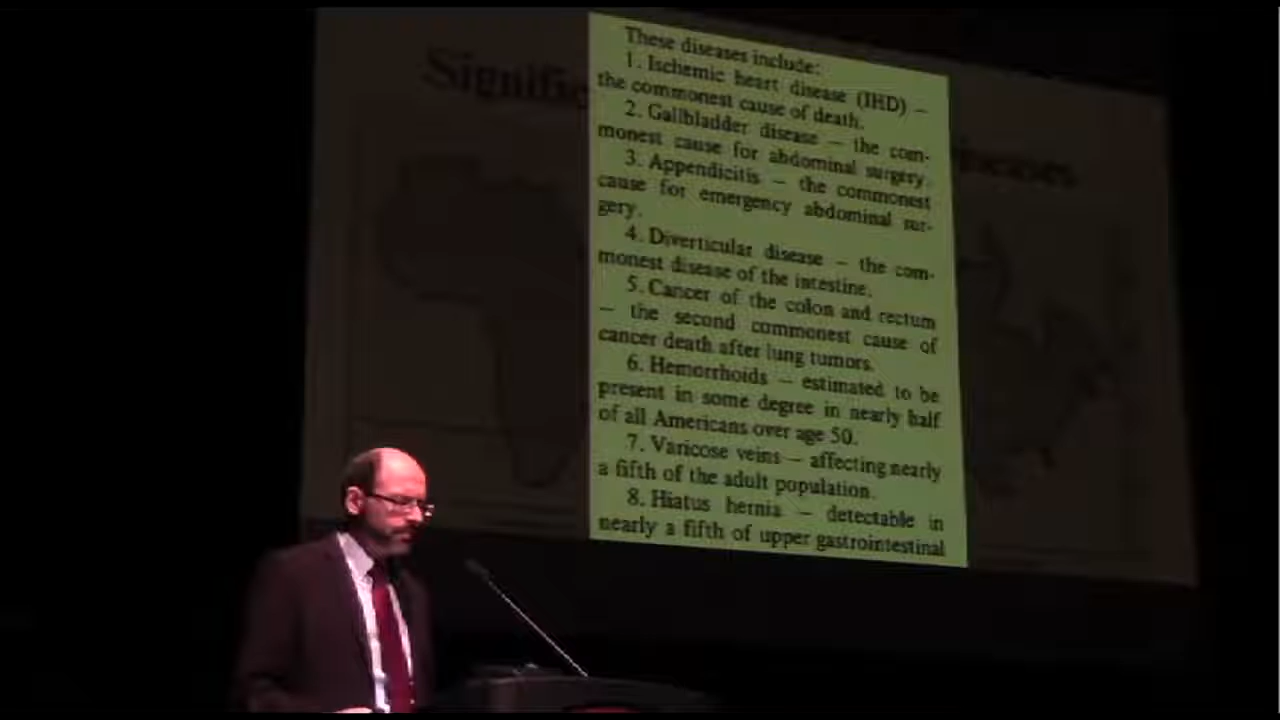 Signific
iseases
These diseases include:
1. Ischemic heart disease (IHD) –
the commonest cause of death.
2. Gallbladder disease – the com-
monest cause for abdominal surgery.
3. Appendicitis – the commonest
cause for emergency abdominal sur-
gery.
4. Diverticular disease – the com-
monest disease of the intestine.
5. Cancer of the colon and rectum
– the second commonest cause of
cancer death after lung tumors.
6. Hemorrhoids – estimated to be
present in some degree in nearly half
of all Americans over age 50.
7. Varicose veins – affecting nearly
a fifth of the adult population.
8. Hiatus hernia – detectable in
nearly a fifth of upper gastrointestinal